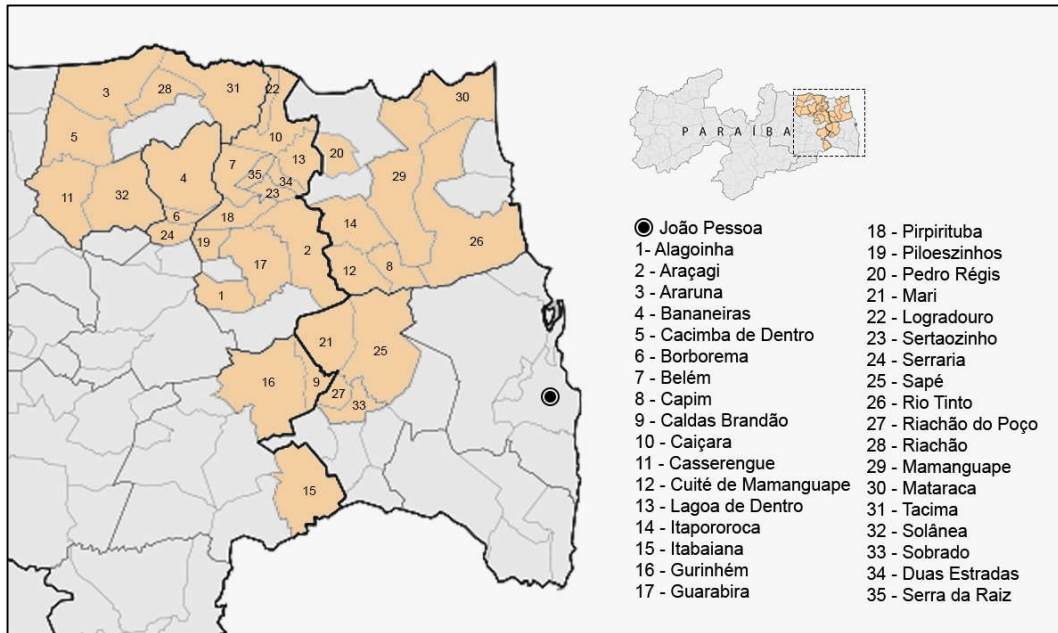 3
28
31
22
30
5
10
13
20
7
35
34
4
29
11
32
23
6
18
14
24
19
2
26
17
12
8
1
21
25
16
9
27
33
15
PARAÍBA
João Pessoa
1- Alagoinha
2 - Araçagi
3 - Araruna
4 - Bananeiras
5 - Cacimba de Dentro
6 - Borborema
7 - Belém
8 - Capim
9 - Caldas Brandão
10 - Caiçara
11 - Casserengue
12 - Cuité de Mamanguape
13 - Lagoa de Dentro
14 - Itapororoca
15 - Itabaiana
16 - Gurinhém
17 - Guarabira
18 - Pirpirituba
19 - Piloeszinhos
20 - Pedro Régis
21 - Mari
22 - Logradouro
23 - Sertaozinho
24 - Serraria
25 - Sapé
26 - Rio Tinto
27 - Riachão do Poço
28 - Riachão
29 - Mamanguape
30 - Mataraca
31 - Tacima
32 - Solânea
33 - Sobrado
34 - Duas Estradas
35 - Serra da Raiz